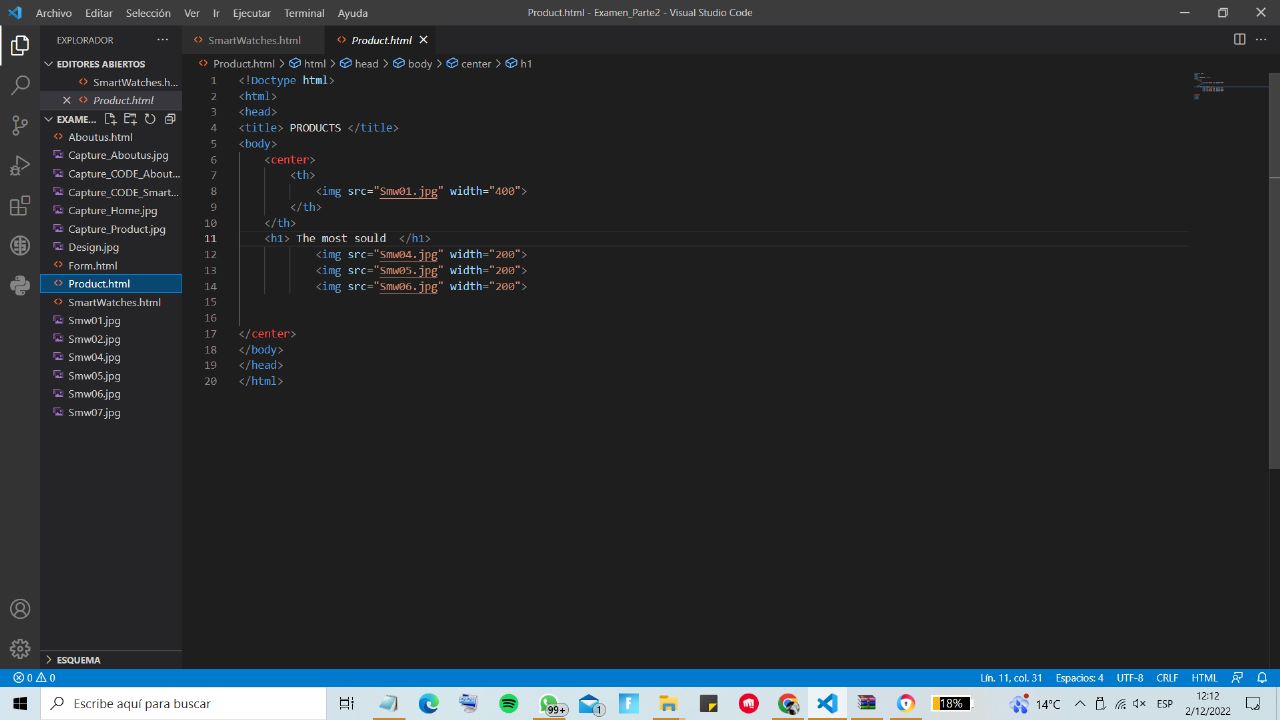 Archivo Editar Selección Ver Ir Ejecutar Terminal Ayuda Product.html - Examen_Parte2 - Visual Studio Code
EXPLORADOR
EDITORES ABIERTOS
SmartWatches.h...
Product.html
EXAME...
Aboutus.html
Capture_Aboutus.jpg
Capture_CODE_About...
Capture_CODE_Smart...
Capture_Home.jpg
Capture_Product.jpg
Design.jpg
Form.html
Product.html
SmartWatches.html
Smw01.jpg
Smw02.jpg
Smw04.jpg
Smw05.jpg
Smw06.jpg
Smw07.jpg
ESQUEMA
SmartWatches.html Product.html
Product.html > html > head > body > center > h1
1 <!Doctype html>
2 <html>
3 <head>
4 <title> PRODUCTS </title>
5 <body>
6 <center>
7 <th>
8 <img src="Smw01.jpg" width="400">
9 </th>
10 </th>
11 <h1> The most sould </h1>
12 <img src="Smw04.jpg" width="200">
13 <img src="Smw05.jpg" width="200">
14 <img src="Smw06.jpg" width="200">
15
16
17 </center>
18 </body>
19 </head>
20 </html>
0 0 Lín. 11, col. 31 Espacios: 4 UTF-8 CRLF HTML
Escribe aquí para buscar 99+ 1 18% 14°C ESP
12:12
2/12/2022